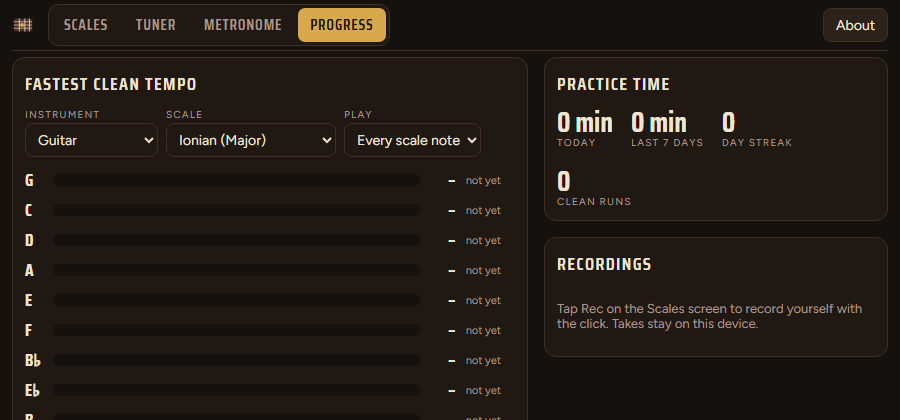 SCALES TUNER METRONOME PROGRESS About
FASTEST CLEAN TEMPO
INSTRUMENT SCALE PLAY
Guitar Ionian (Major) Every scale note
G – not yet
C – not yet
D – not yet
A – not yet
E – not yet
F – not yet
B♭ – not yet
E♭ – not yet
PRACTICE TIME
0 min 0 min 0
TODAY LAST 7 DAYS DAY STREAK
0
CLEAN RUNS
RECORDINGS
Tap Rec on the Scales screen to record yourself with
the click. Takes stay on this device.